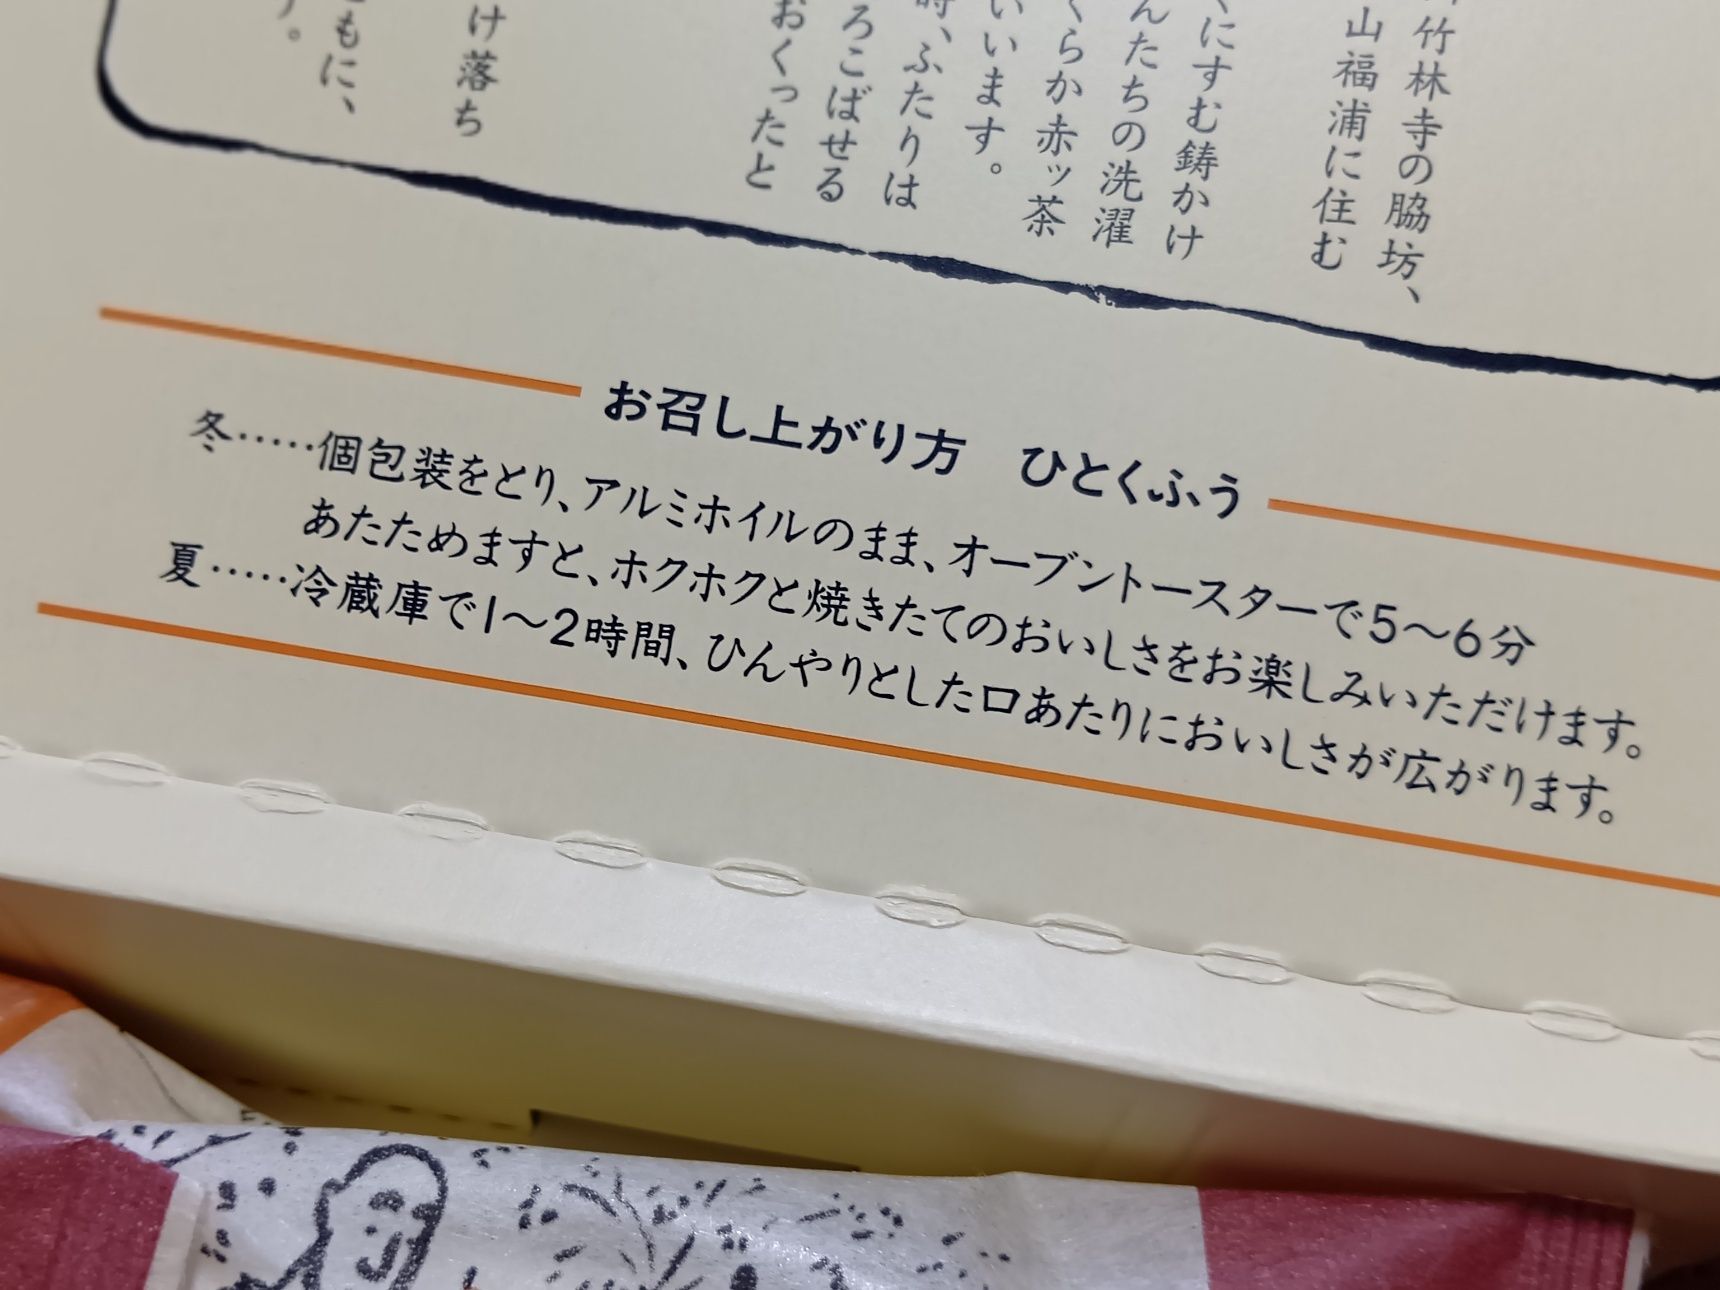 竹林寺の脇坊、
山福浦に住む
にすむ鋳かけ
んたちの洗濯
くらか赤ッ茶
いいます。
時、ふたりは
ろこばせる
おくったと
け落ち
もに、
す。
お召し上がり方　ひとくふう
冬……個包装をとり、アルミホイルのまま、オーブントースターで5〜6分
あたためますと、ホクホクと焼きたてのおいしさをお楽しみいただけます。
夏……冷蔵庫で1〜2時間、ひんやりとした口あたりにおいしさが広がります。